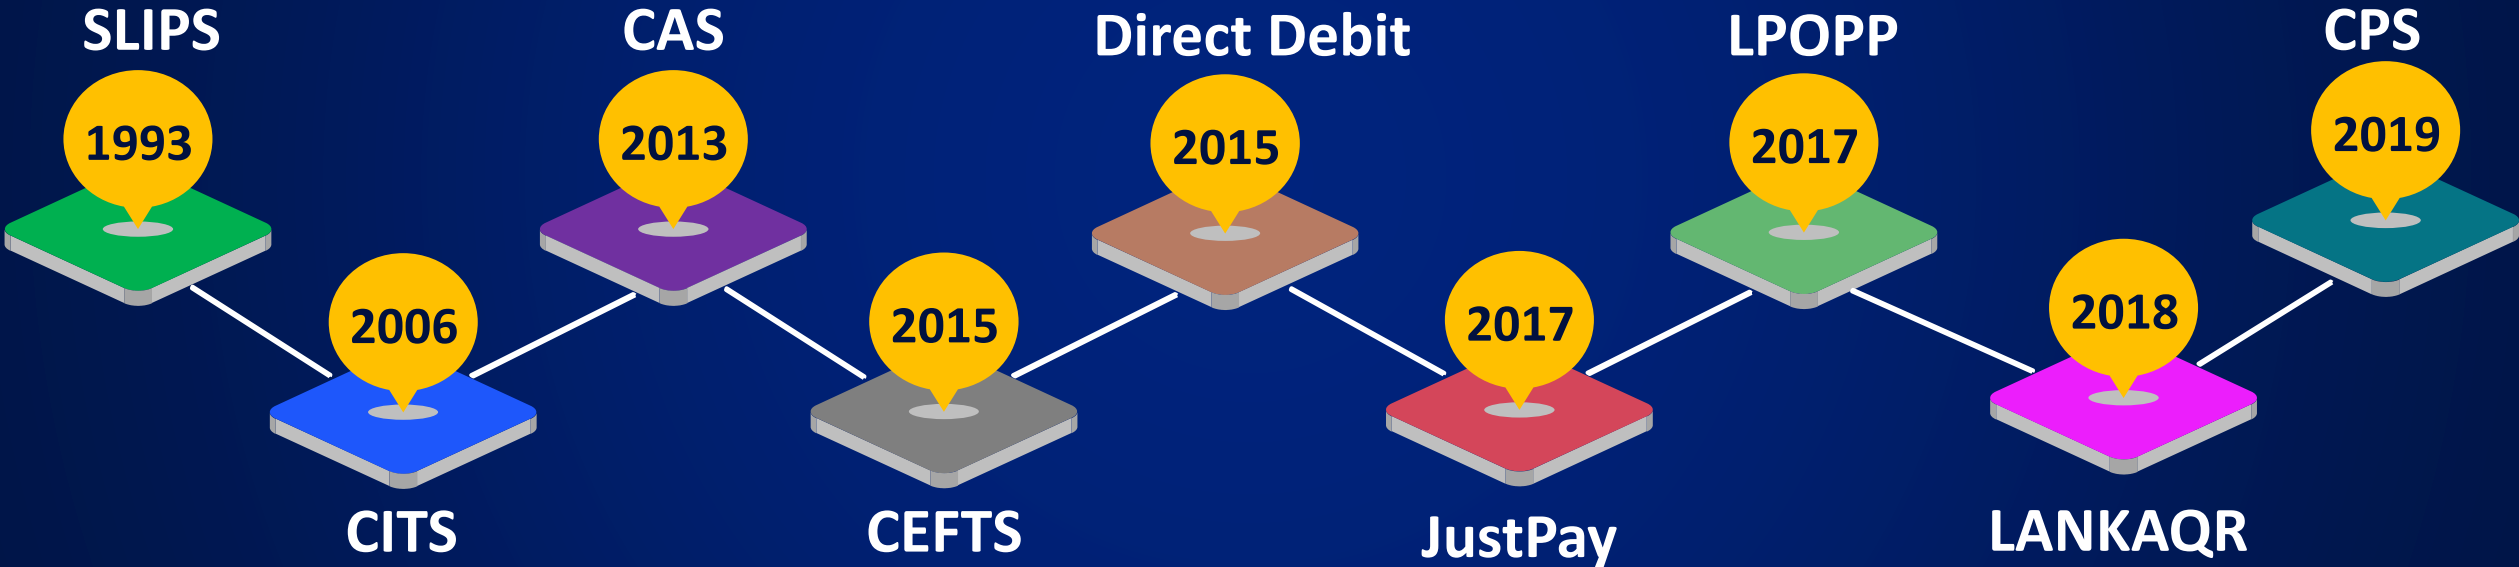 SLIPS
1993
CITS
2006
CAS
2013
CEFTS
2015
Direct Debit
2015
JustPay
2017
LPOPP
2017
LANKAQR
2018
CPS
2019